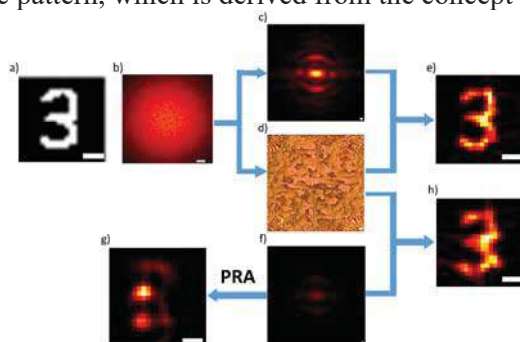 e pattern, which is derived from the concept
a)
b)
c)
d)
e)
f)
g)
h)
PRA